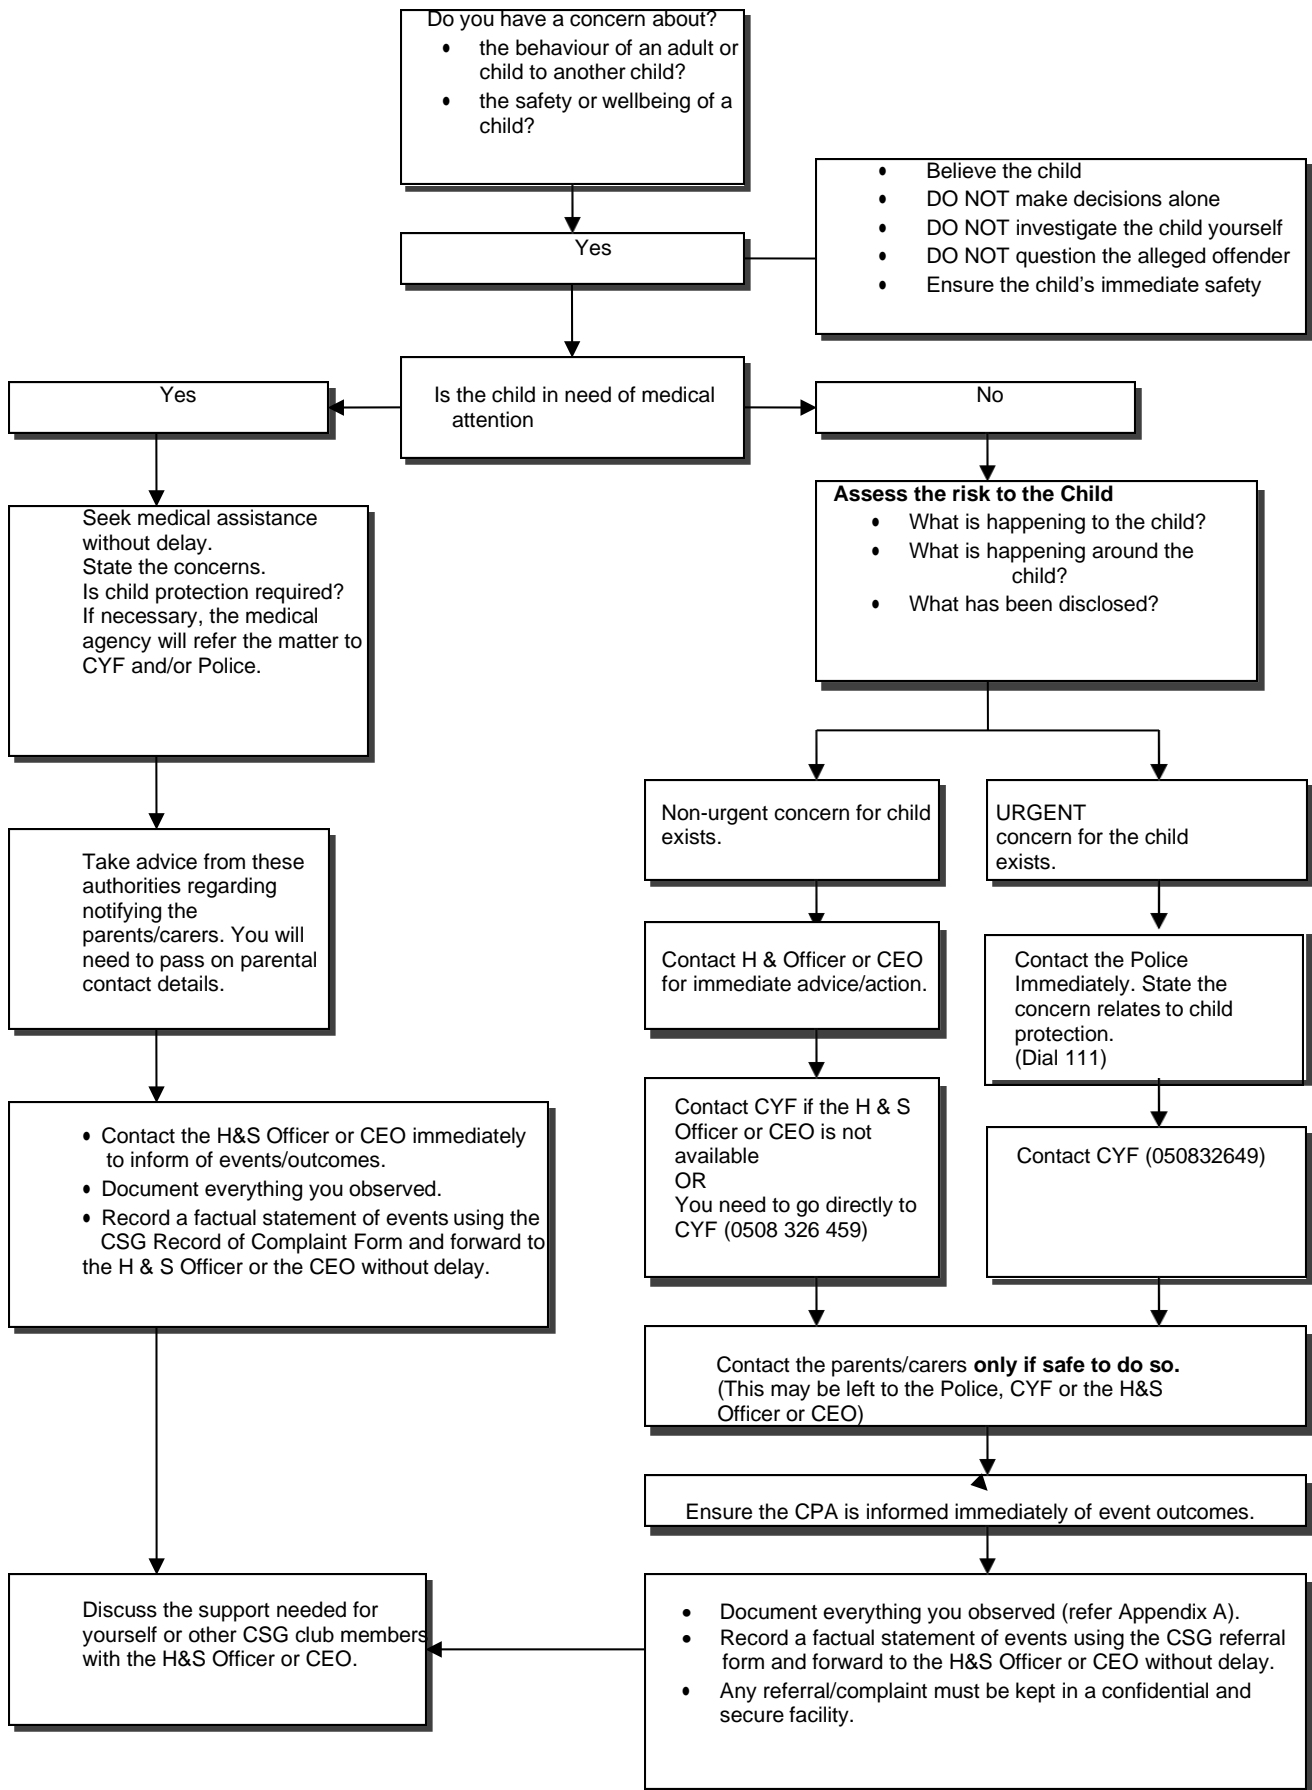 Do you have a concern about?
• the behaviour of an adult or
child to another child?
• the safety or wellbeing of a
child?
• Believe the child
• DO NOT make decisions alone
• DO NOT investigate the child yourself
• DO NOT question the alleged offender
• Ensure the child's immediate safety
Yes
Is the child in need of medical
attention
Yes
No
Seek medical assistance
without delay.
State the concerns.
Is child protection required?
If necessary, the medical
agency will refer the matter to
CYF and/or Police.
Assess the risk to the Child
• What is happening to the child?
• What is happening around the
child?
• What has been disclosed?
Take advice from these
authorities regarding
notifying the
parents/carers. You will
need to pass on parental
contact details.
Non-urgent concern for child
exists.
URGENT
concern for the child
exists.
Contact H & Officer or CEO
for immediate advice/action.
Contact the Police
Immediately. State the
concern relates to child
protection.
(Dial 111)
• Contact the H&S Officer or CEO immediately
to inform of events/outcomes.
• Document everything you observed.
• Record a factual statement of events using the
CSG Record of Complaint Form and forward to
the H & S Officer or the CEO without delay.
Contact CYF if the H & S
Officer or CEO is not
available
OR
You need to go directly to
CYF (0508 326 459)
Contact CYF (050832649)
Contact the parents/carers only if safe to do so.
(This may be left to the Police, CYF or the H&S
Officer or CEO)
Ensure the CPA is informed immediately of event outcomes.
Discuss the support needed for
yourself or other CSG club members
with the H&S Officer or CEO.
• Document everything you observed (refer Appendix A).
• Record a factual statement of events using the CSG referral
form and forward to the H&S Officer or CEO without delay.
• Any referral/complaint must be kept in a confidential and
secure facility.